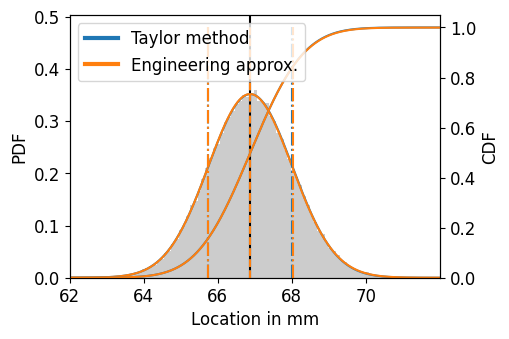 Taylor method
Engineering approx.
PDF
0.5
0.4
0.3
0.2
0.1
0.0
CDF
1.0
0.8
0.6
0.4
0.2
0.0
62 64 66 68 70
Location in mm